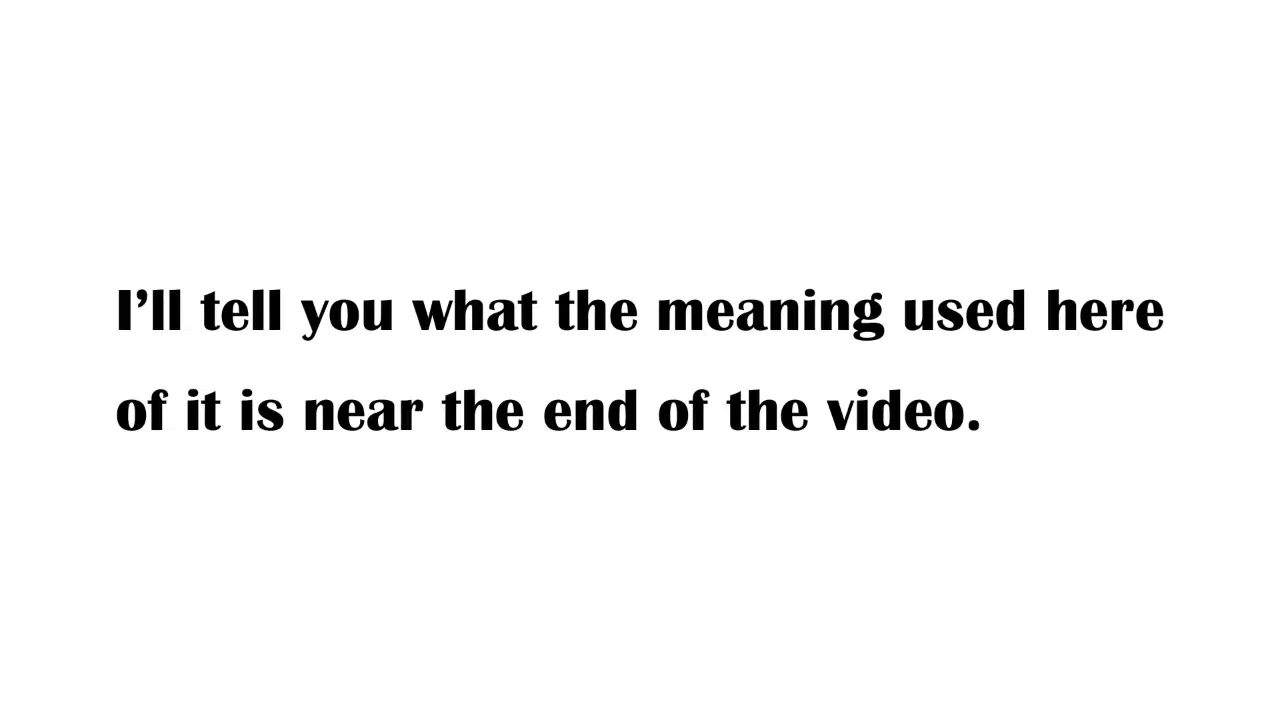 I’ll tell you what the meaning used here
of it is near the end of the video.